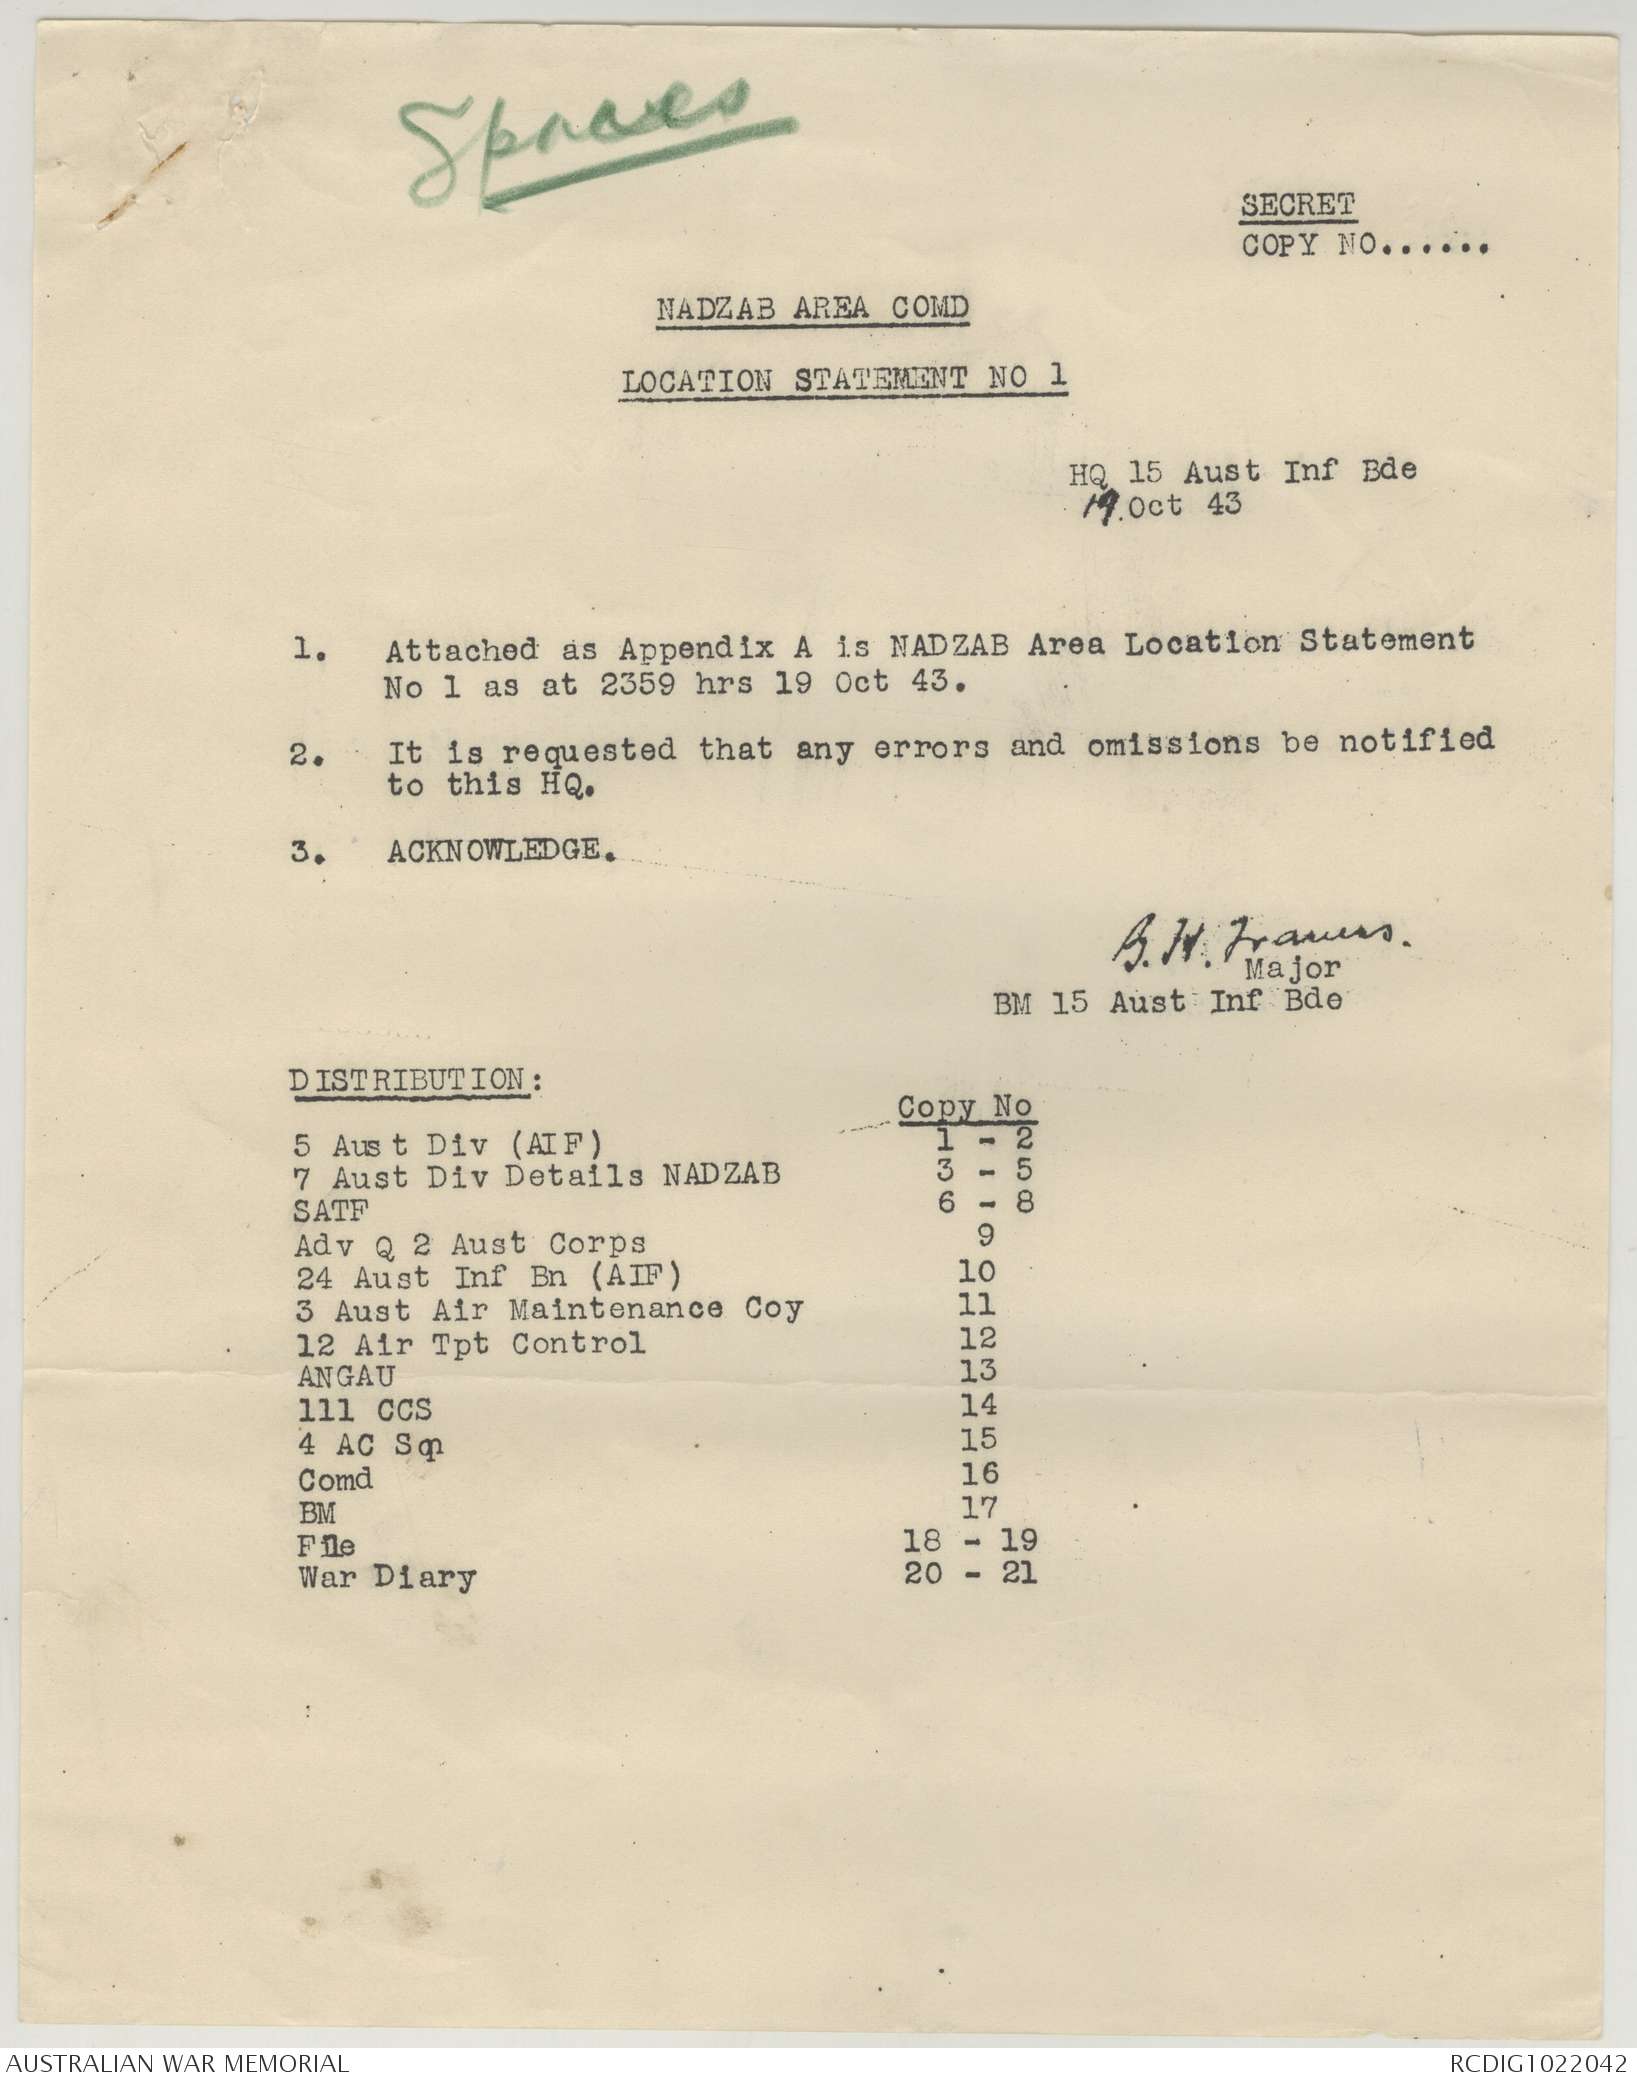 Spares
SECRET
COPY NO......
NADZAB AREA COMD
LOCATION STATEMENT NO 1
HQ 15 Aust Inf Bde
19 Oct 43
1. Attached as Appendix A is NADZAB Area Location Statement
No 1 as at 2359 hrs 19 Oct 43.
2. It is requested that any errors and omissions be notified
to this HQ.
3. ACKNOWLEDGE.
B. H. Travers.
Major
BM 15 Aust Inf Bde
DISTRIBUTION:
Copy No
5 Aust Div (AIF) 1 - 2
7 Aust Div Details NADZAB 3 - 5
SATF 6 - 8
Adv Q 2 Aust Corps 9
24 Aust Inf Bn (AIF) 10
3 Aust Air Maintenance Coy 11
12 Air Tpt Control 12
ANGAU 13
111 CCS 14
4 AC Sqn 15
Comd 16
BM 17
File 18 - 19
War Diary 20 - 21
AUSTRALIAN WAR MEMORIAL
RCDIG1022042